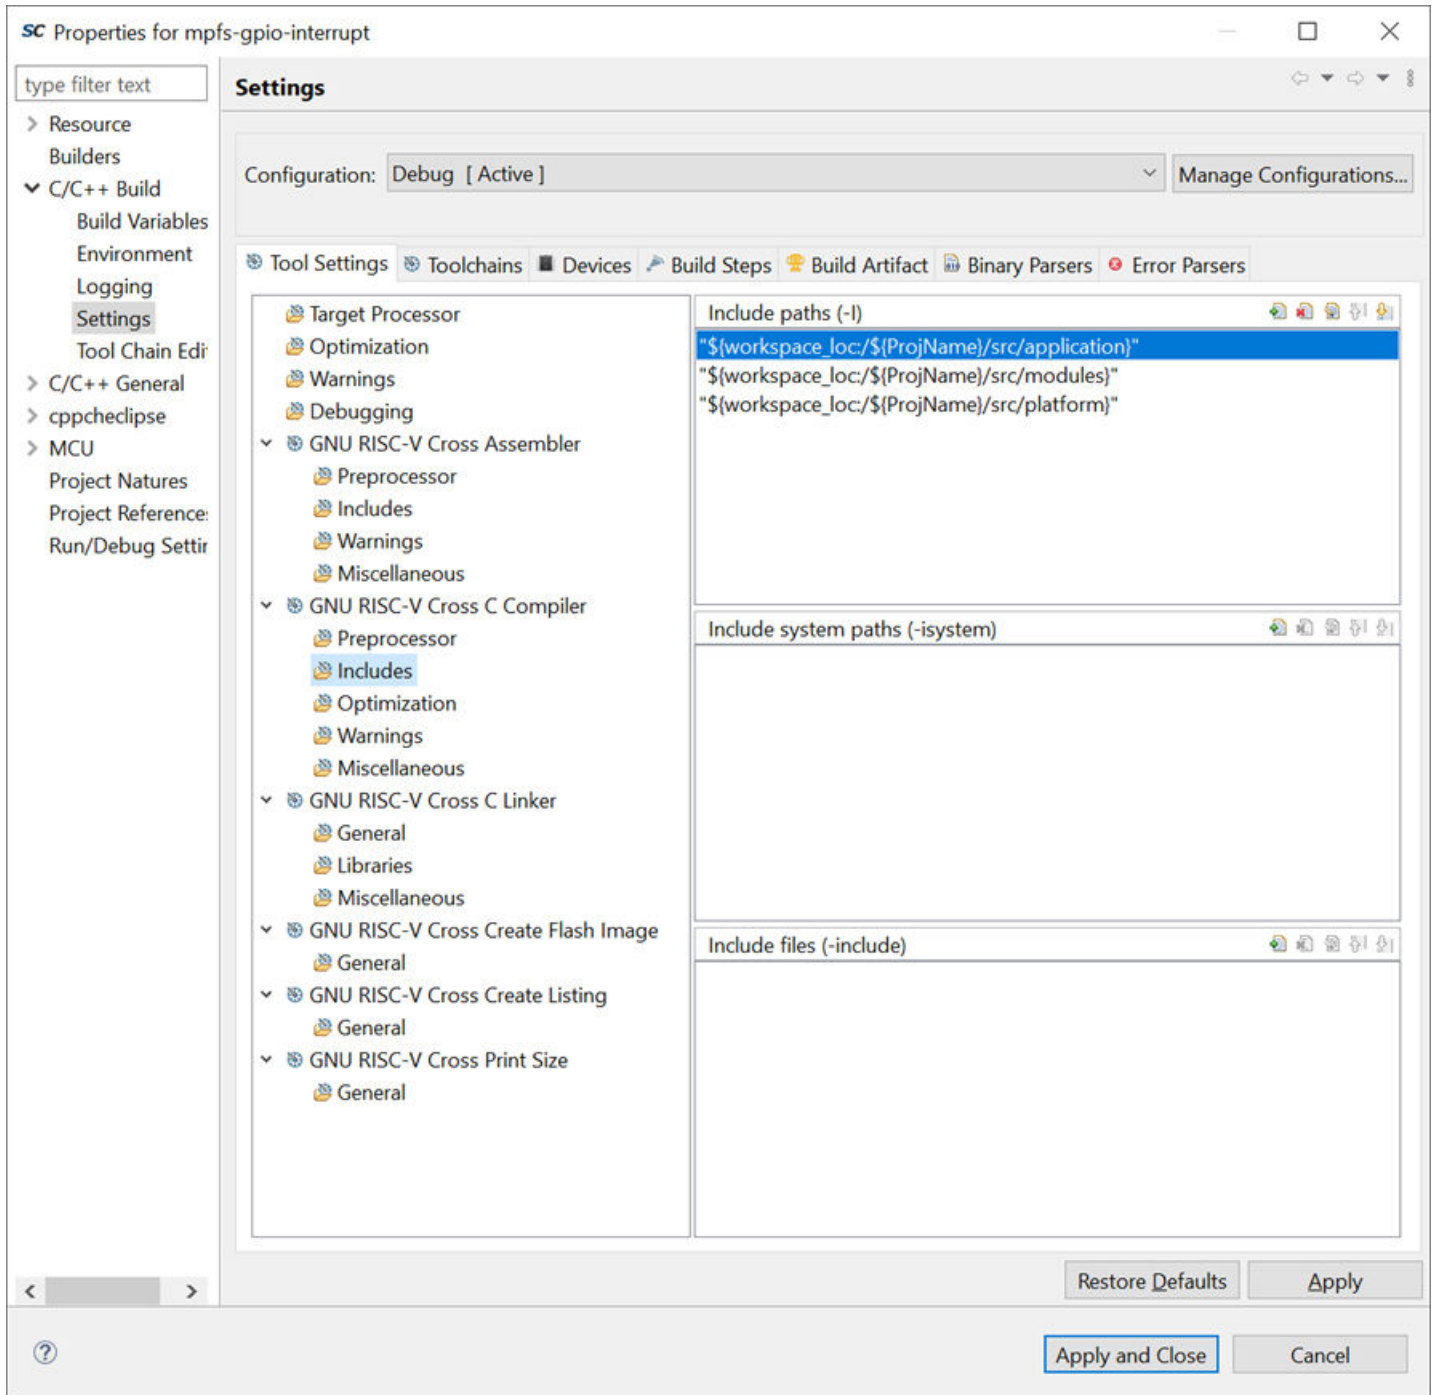 SC Properties for mpfs-gpio-interrupt
type filter text
Resource
Builders
C/C++ Build
Build Variables
Environment
Logging
Settings
Tool Chain Edi
C/C++ General
cppcheclipse
MCU
Project Natures
Project Reference
Run/Debug Settir
Settings
Configuration: Debug [ Active ]
Manage Configurations...
Tool Settings Toolchains Devices Build Steps Build Artifact Binary Parsers Error Parsers
Target Processor
Optimization
Warnings
Debugging
GNU RISC-V Cross Assembler
Preprocessor
Includes
Warnings
Miscellaneous
GNU RISC-V Cross C Compiler
Preprocessor
Includes
Optimization
Warnings
Miscellaneous
GNU RISC-V Cross C Linker
General
Libraries
Miscellaneous
GNU RISC-V Cross Create Flash Image
General
GNU RISC-V Cross Create Listing
General
GNU RISC-V Cross Print Size
General
Include paths (-I)
"${workspace_loc:/${ProjName}/src/application}"
"${workspace_loc:/${ProjName}/src/modules}"
"${workspace_loc:/${ProjName}/src/platform}"
Include system paths (-isystem)
Include files (-include)
Restore Defaults
Apply
Apply and Close
Cancel